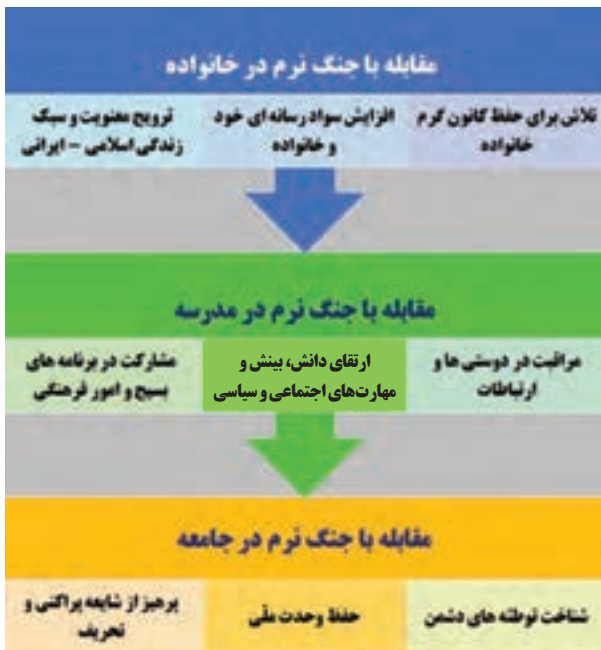 مقابله با جنگ نرم در خانواده
تلاش برای حفظ کانون گرم
خانواده
افزایش سواد رسانه ای خود
و خانواده
ترویج معنویت و سبک
زندگی اسلامی - ایرانی
مقابله با جنگ نرم در مدرسه
مراقبت در دوستی ها و
ارتباطات
ارتقای دانش، بینش و
مهارت‌های اجتماعی و سیاسی
مشارکت در برنامه های
بسیج و امور فرهنگی
مقابله با جنگ نرم در جامعه
شناخت توطئه های دشمن
حفظ وحدت ملّی
پرهیز از شایعه پراکنی و
تحریف